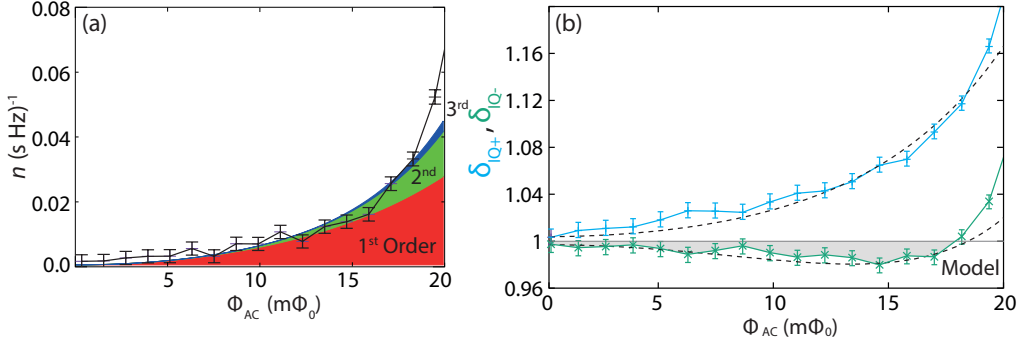 (a)
0.08
0.06
0.04
0.02
0.0
n (s Hz)⁻¹
3rd
2nd
1st Order
5
10
15
20
Φ_AC (mΦ₀)
(b)
1.16
1.12
1.08
1.04
1
0.96
δ_IQ+, δ_IQ-
Model
0
5
10
15
20
Φ_AC (mΦ₀)